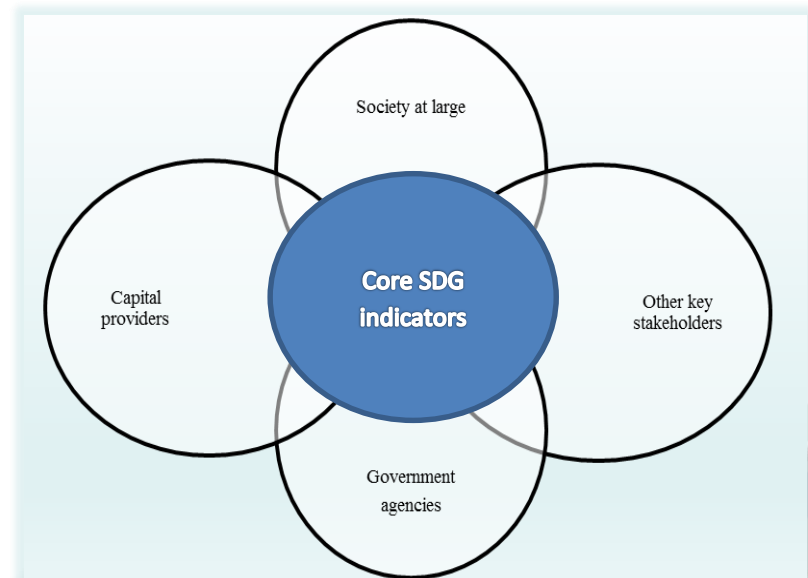 Society at large
Core SDG
indicators
Capital
providers
Other key
stakeholders
Government
agencies